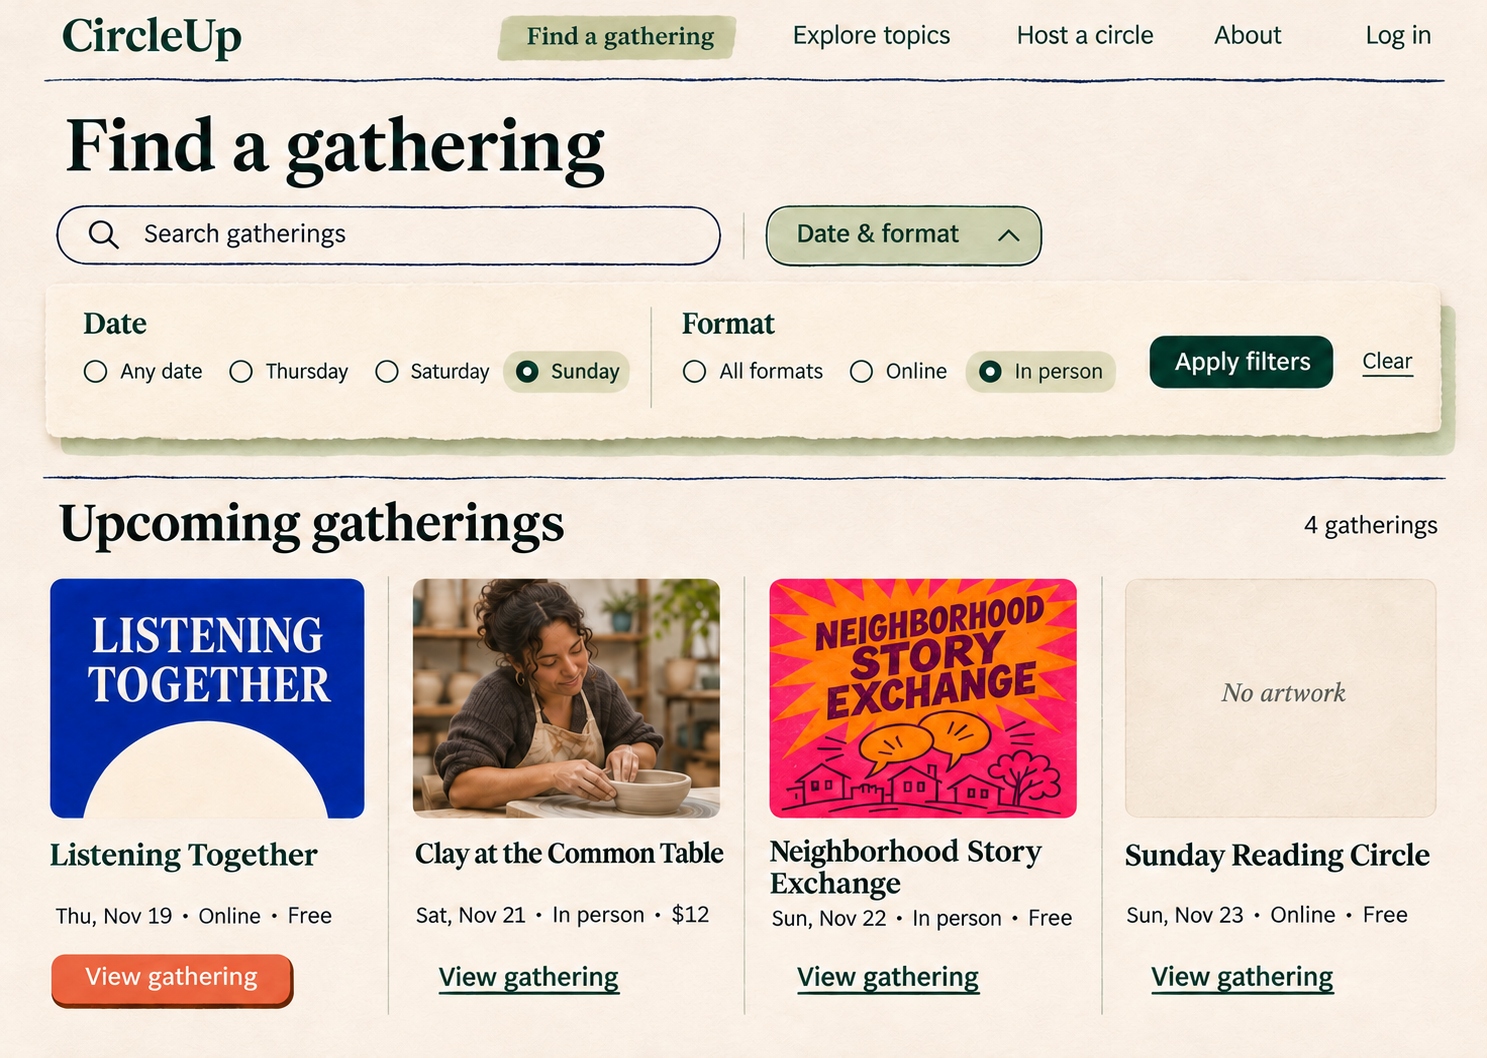 CircleUp
Find a gathering
Explore topics
Host a circle
About
Log in
Find a gathering
Search gatherings
Date & format
Date
Any date
Thursday
Saturday
Sunday
Format
All formats
Online
In person
Apply filters
Clear
Upcoming gatherings
4 gatherings
LISTENING
TOGETHER
Listening Together
Thu, Nov 19 • Online • Free
View gathering
Clay at the Common Table
Sat, Nov 21 • In person • $12
View gathering
NEIGHBORHOOD
STORY
EXCHANGE
Neighborhood Story
Exchange
Sun, Nov 22 • In person • Free
View gathering
No artwork
Sunday Reading Circle
Sun, Nov 23 • Online • Free
View gathering